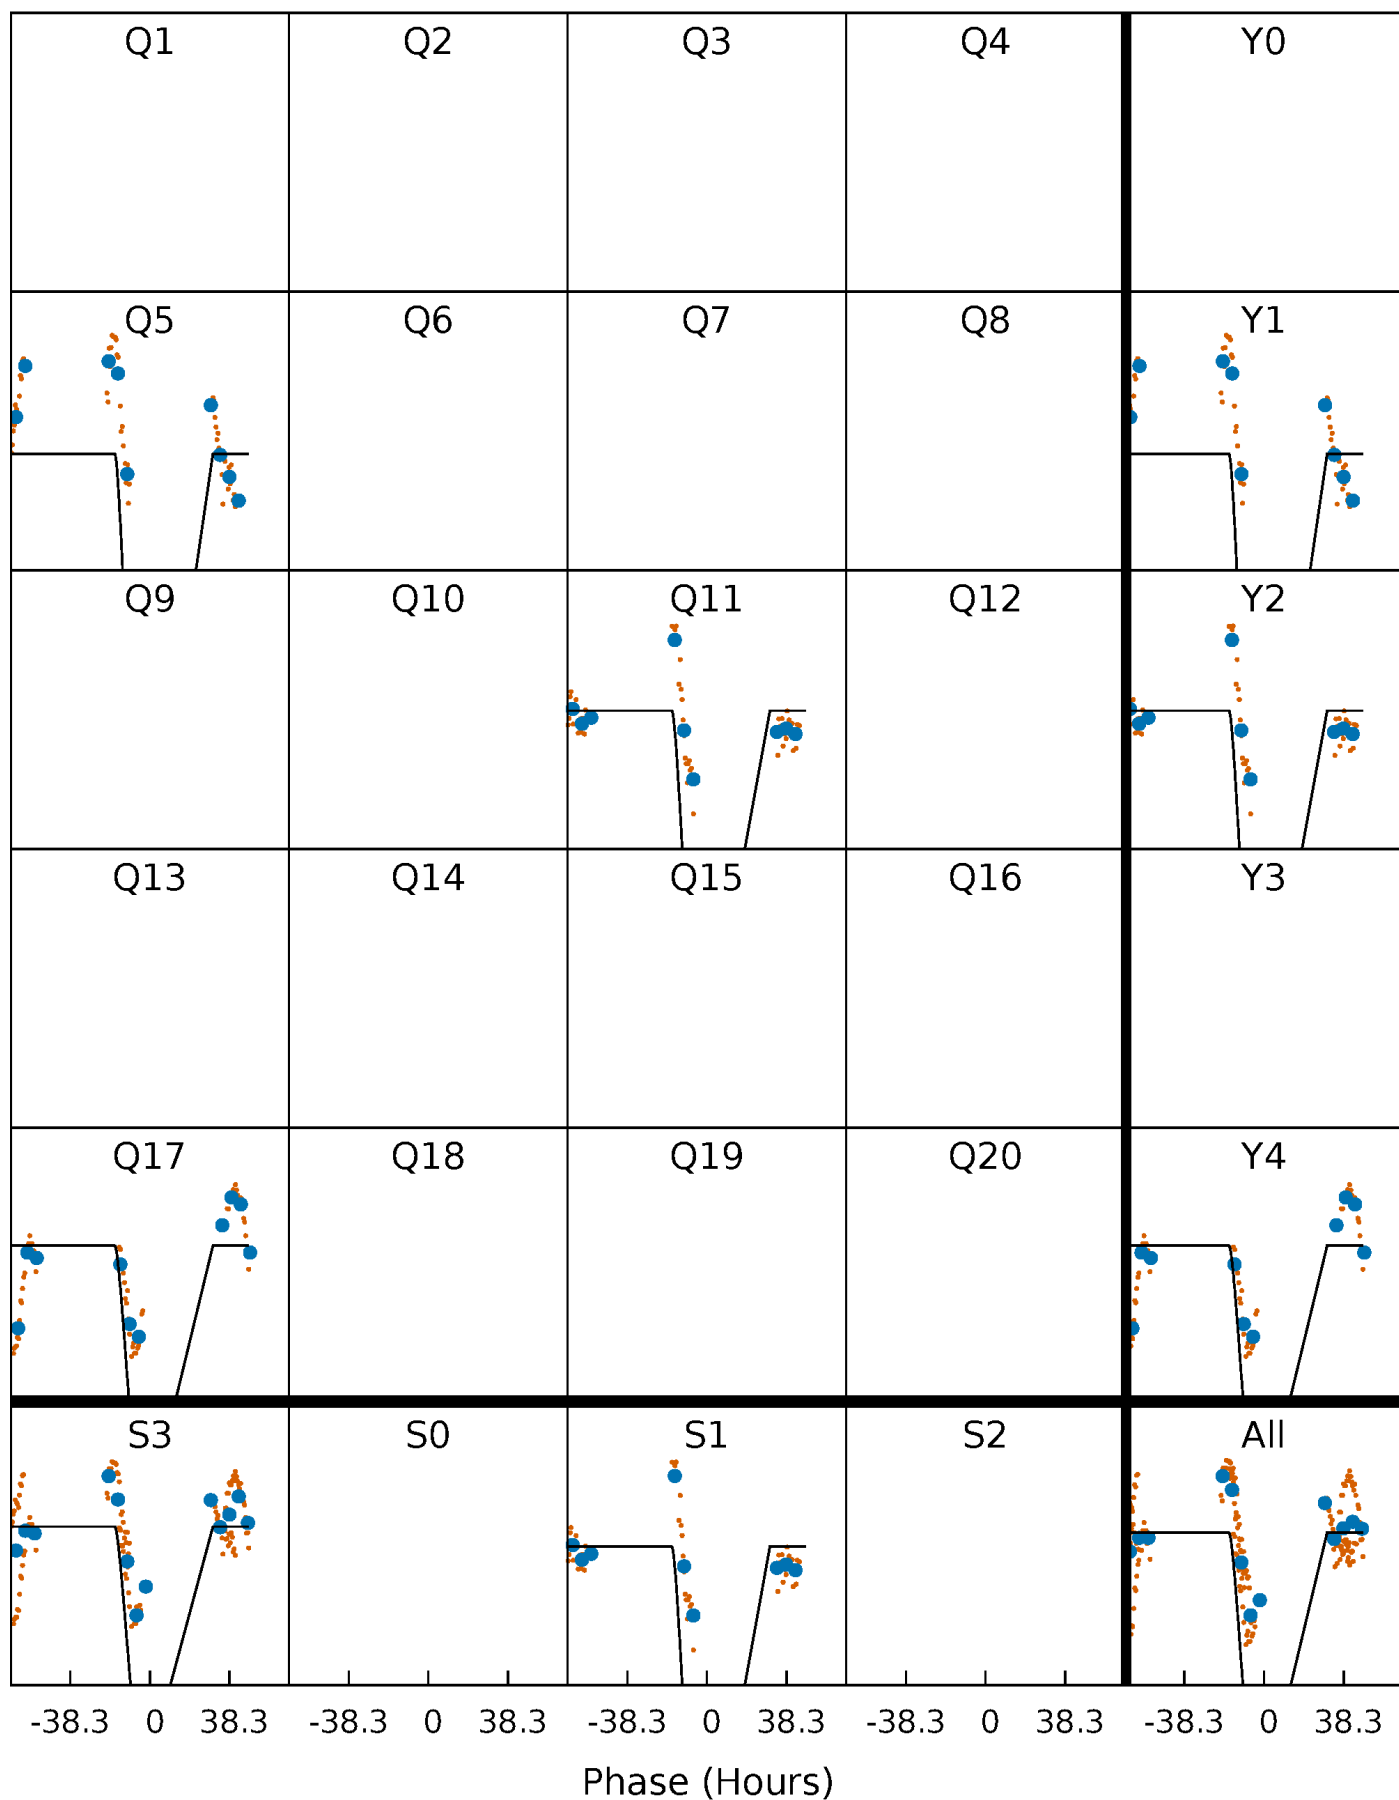 Q1 Q2 Q3 Q4 Y0
Q5 Q6 Q7 Q8 Y1
Q9 Q10 Q11 Q12 Y2
Q13 Q14 Q15 Q16 Y3
Q17 Q18 Q19 Q20 Y4
S3 S0 S1 S2 All
-38.3 0 38.3 -38.3 0 38.3 -38.3 0 38.3 -38.3 0 38.3 -38.3 0 38.3
Phase (Hours)